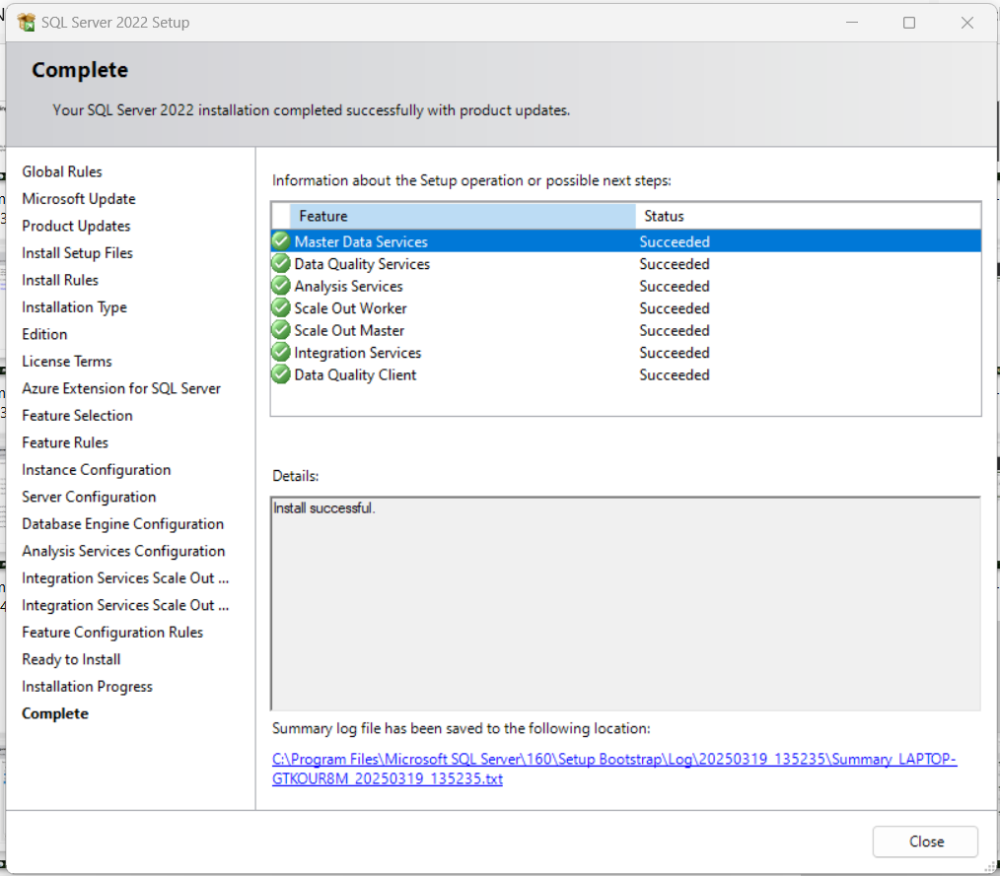 SQL Server 2022 Setup
Complete
Your SQL Server 2022 installation completed successfully with product updates.
Global Rules
Microsoft Update
Product Updates
Install Setup Files
Install Rules
Installation Type
Edition
License Terms
Azure Extension for SQL Server
Feature Selection
Feature Rules
Instance Configuration
Server Configuration
Database Engine Configuration
Analysis Services Configuration
Integration Services Scale Out ...
Integration Services Scale Out ...
Feature Configuration Rules
Ready to Install
Installation Progress
Complete
Information about the Setup operation or possible next steps:
Feature Status
Master Data Services Succeeded
Data Quality Services Succeeded
Analysis Services Succeeded
Scale Out Worker Succeeded
Scale Out Master Succeeded
Integration Services Succeeded
Data Quality Client Succeeded
Details:
Install successful.
Summary log file has been saved to the following location:
C:\Program Files\Microsoft SQL Server\160\Setup Bootstrap\Log\20250319_135235\Summary_LAPTOP-
GTKOUR8M_20250319_135235.txt
Close